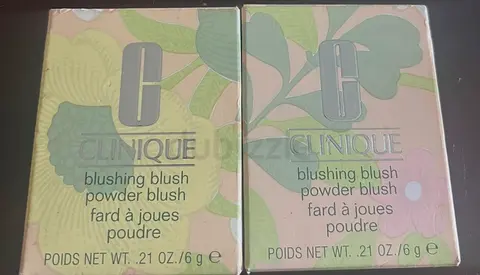 C
CLINIQUE
blushing blush
powder blush
fard à joues
poudre
POIDS NET WT. .21 OZ./6 g ℮
C
CLINIQUE
blushing blush
powder blush
fard à joues
poudre
POIDS NET WT. .21 OZ./6 g ℮